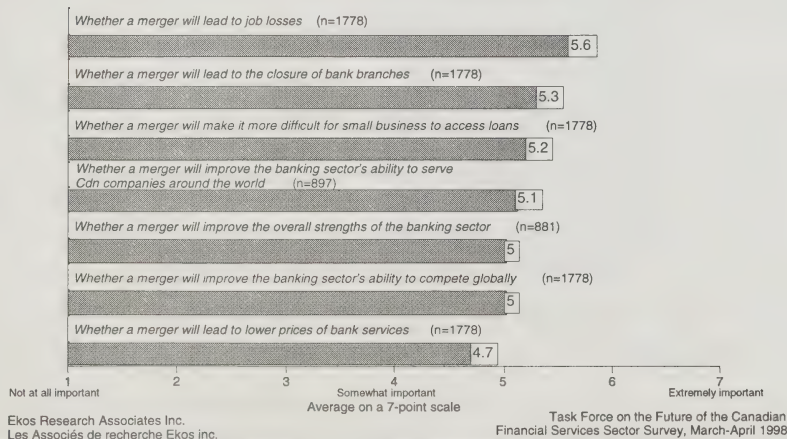 Whether a merger will lead to job losses (n=1778)
5.6
Whether a merger will lead to the closure of bank branches (n=1778)
5.3
Whether a merger will make it more difficult for small business to access loans (n=1778)
5.2
Whether a merger will improve the banking sector's ability to serve
Cdn companies around the world (n=897)
5.1
Whether a merger will improve the overall strengths of the banking sector (n=881)
5
Whether a merger will improve the banking sector's ability to compete globally (n=1778)
5
Whether a merger will lead to lower prices of bank services (n=1778)
4.7
1 2 3 4 5 6 7
Not at all important Somewhat important Extremely important
Average on a 7-point scale
Ekos Research Associates Inc.
Les Associés de recherche Ekos inc.
Task Force on the Future of the Canadian
Financial Services Sector Survey, March-April 1998